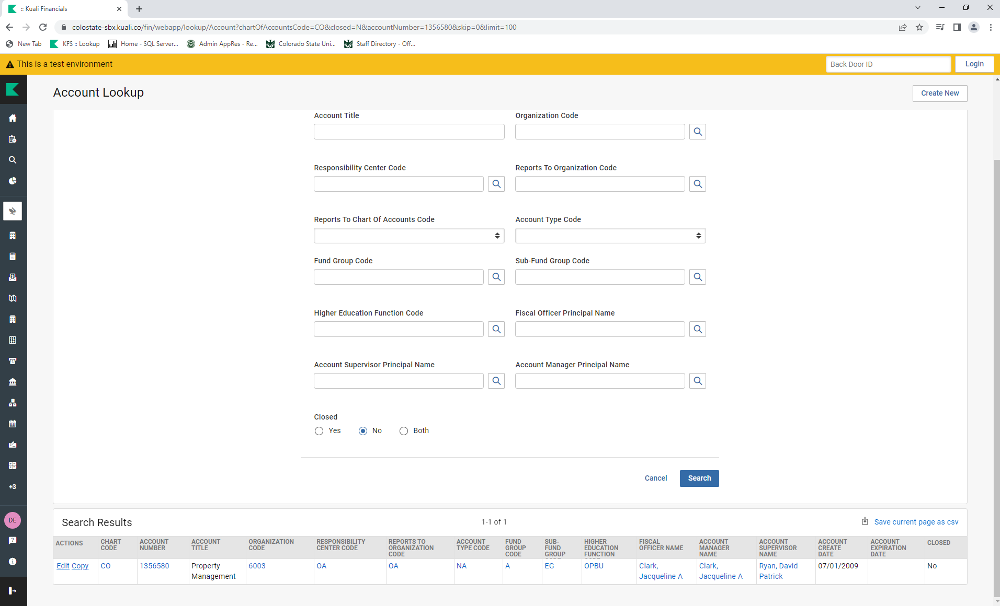 :: Kuali Financials
colostate-sbx.kuali.co/fin/webapp/lookup/Account?chartOfAccountsCode=CO&closed=N&accountNumber=1356580&skip=0&limit=100
New Tab KFS :: Lookup Home - SQL Server... Admin AppRes - Re... Colorado State Uni... Staff Directory - Off...
This is a test environment Back Door ID Login
Account Lookup Create New
Account Title Organization Code
Responsibility Center Code Reports To Organization Code
Reports To Chart Of Accounts Code Account Type Code
Fund Group Code Sub-Fund Group Code
Higher Education Function Code Fiscal Officer Principal Name
Account Supervisor Principal Name Account Manager Principal Name
Closed
Yes No Both
+3
Cancel Search
DE
Search Results 1-1 of 1 Save current page as csv
ACTIONS CHART ACCOUNT ACCOUNT ORGANIZATION RESPONSIBILITY REPORTS TO ACCOUNT FUND SUB- HIGHER FISCAL ACCOUNT ACCOUNT ACCOUNT ACCOUNT CLOSED
CODE NUMBER TITLE CODE CENTER CODE ORGANIZATION TYPE CODE GROUP FUND EDUCATION OFFICER NAME MANAGER SUPERVISOR CREATE EXPIRATION
CODE CODE GROUP FUNCTION NAME NAME DATE DATE
Edit Copy CO 1356580 Property 6003 OA OA NA A EG OPBU Clark, Clark, Ryan, David 07/01/2009 No
Management Jacqueline A Jacqueline A Patrick